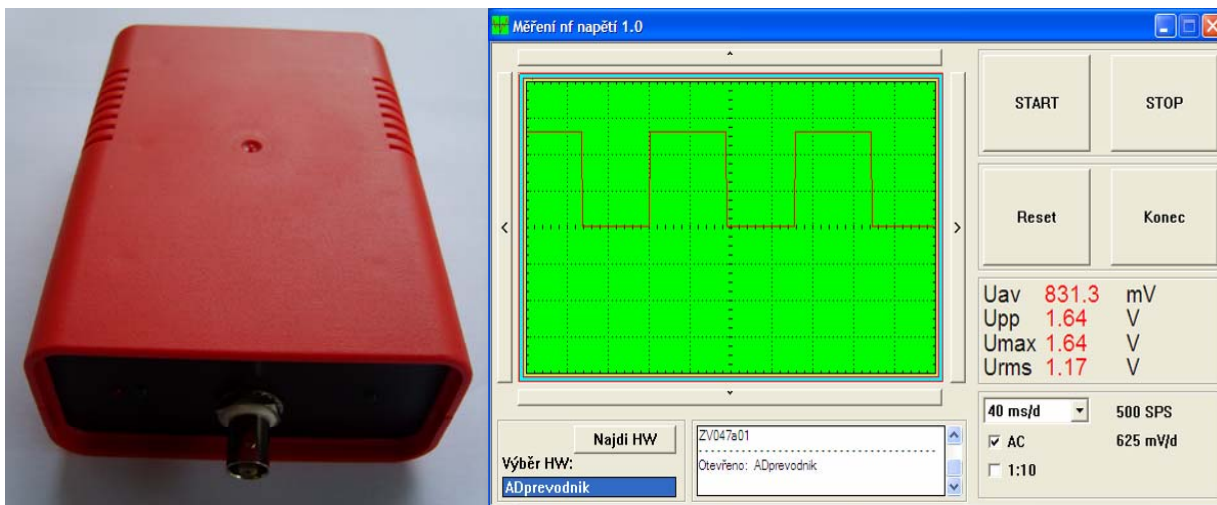 Měření nf napětí 1.0
START STOP
Reset Konec
Uav 831.3 mV
Upp 1.64 V
Umax 1.64 V
Urms 1.17 V
40 ms/d 500 SPS
AC 625 mV/d
1:10
Najdi HW
Výběr HW:
ADprevodnik
ZV047a01
Otevřeno: ADprevodnik